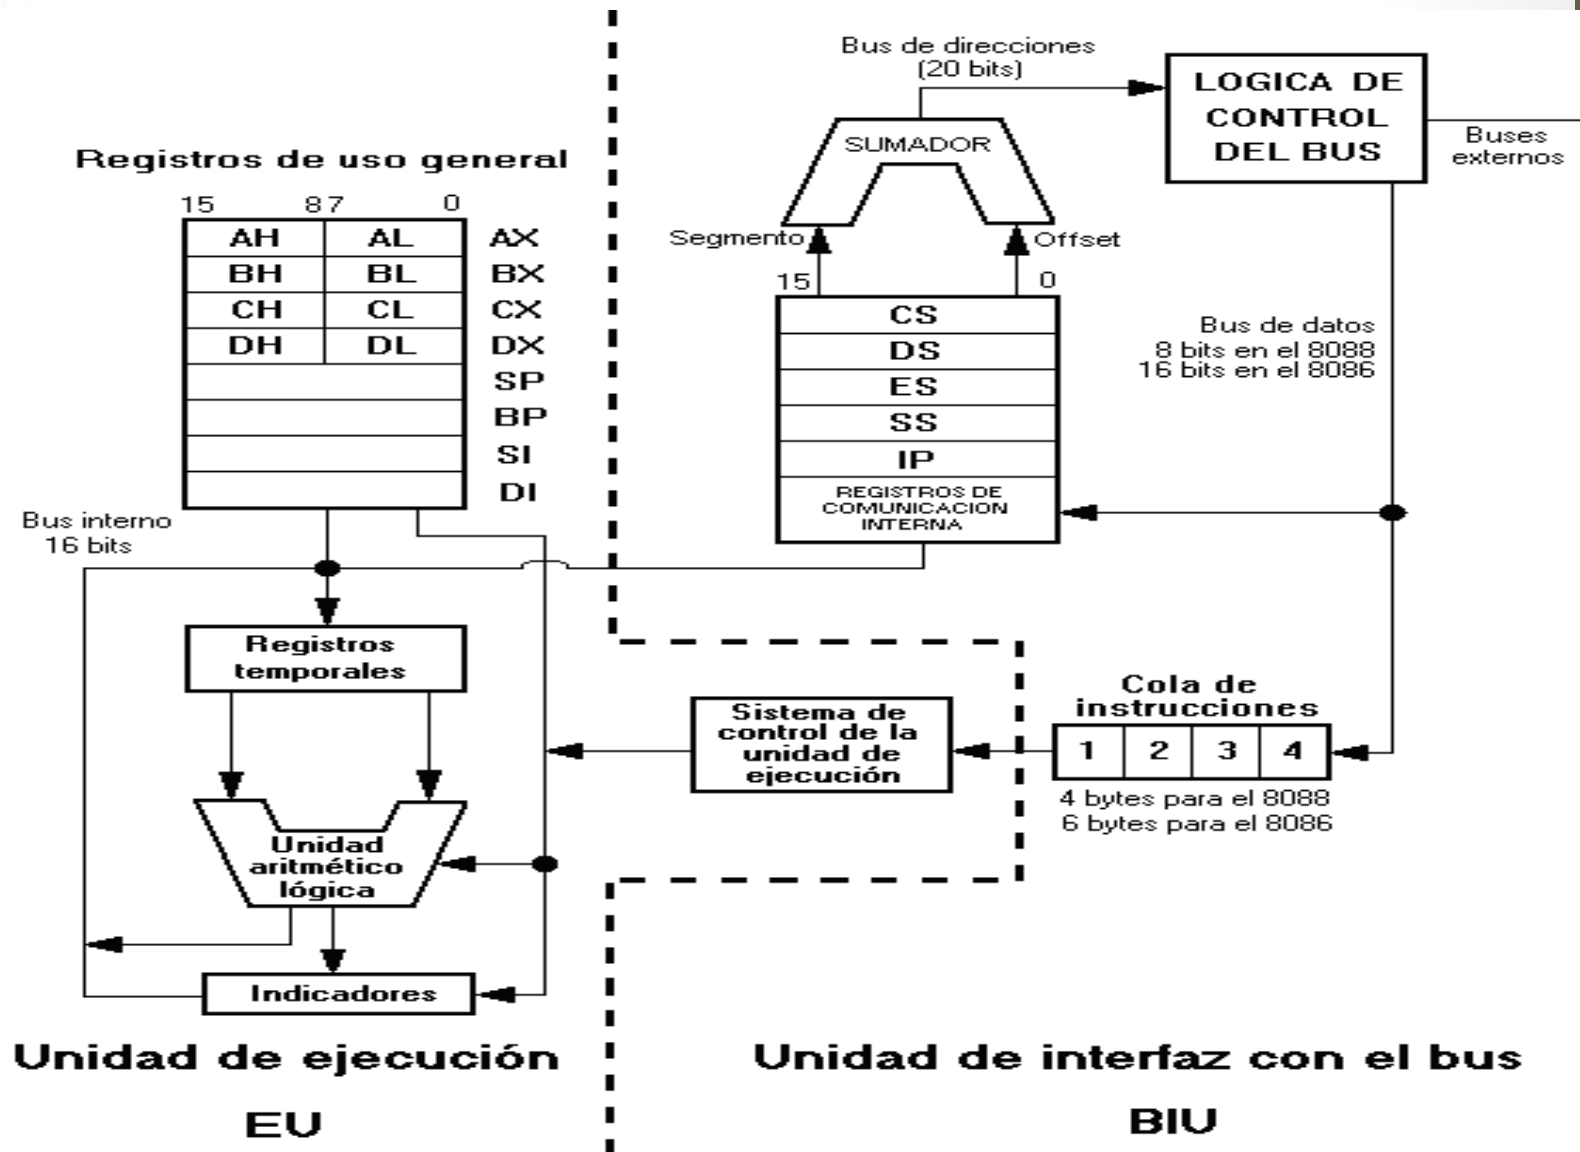 Registros de uso general
15 8 7 0
AH AL AX
BH BL BX
CH CL CX
DH DL DX
SP
BP
SI
DI
Bus interno
16 bits
Registros
temporales
Unidad
aritmético
lógica
Indicadores
Unidad de ejecución
EU
Bus de direcciones
(20 bits)
LOGICA DE
CONTROL
DEL BUS
Buses
externos
SUMADOR
Segmento
Offset
15 0
CS
DS
ES
SS
IP
REGISTROS DE
COMUNICACION
INTERNA
Bus de datos
8 bits en el 8088
16 bits en el 8086
Sistema de
control de la
unidad de
ejecución
Cola de
instrucciones
1 2 3 4
4 bytes para el 8088
6 bytes para el 8086
Unidad de interfaz con el bus
BIU